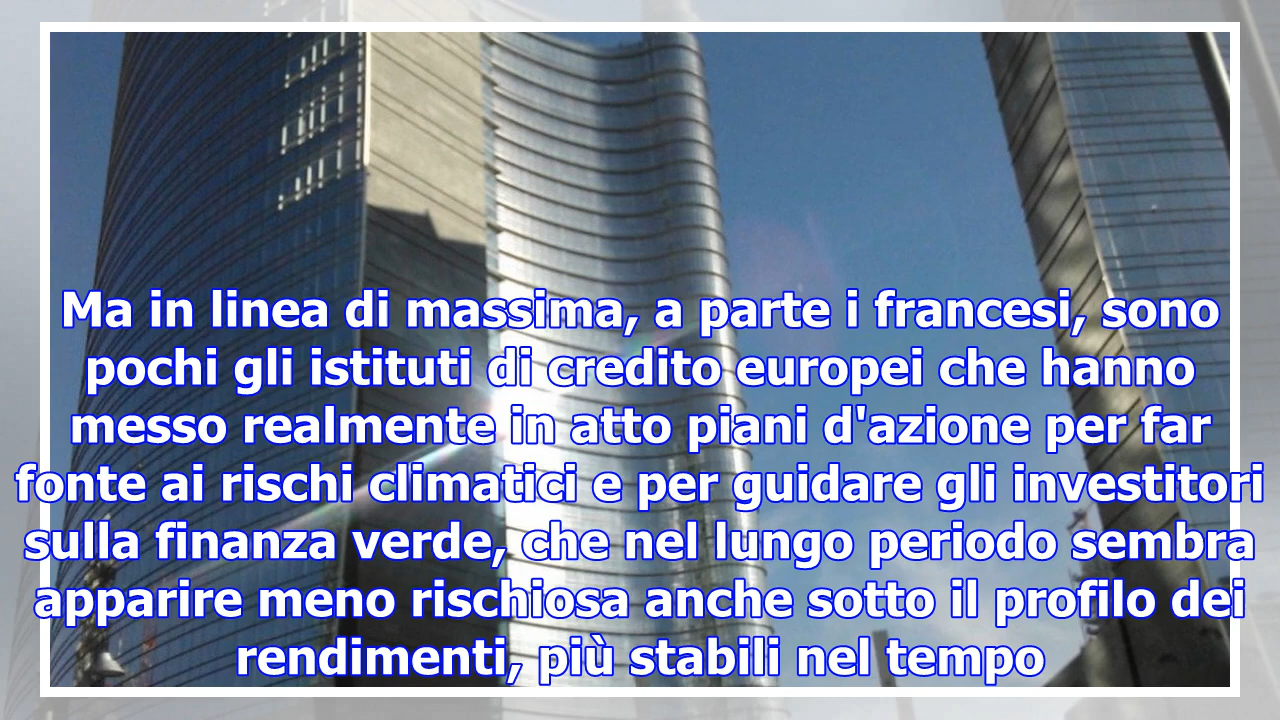 Ma in linea di massima, a parte i francesi, sono
pochi gli istituti di credito europei che hanno
messo realmente in atto piani d'azione per far
fonte ai rischi climatici e per guidare gli investitori
sulla finanza verde, che nel lungo periodo sembra
apparire meno rischiosa anche sotto il profilo dei
rendimenti, più stabili nel tempo